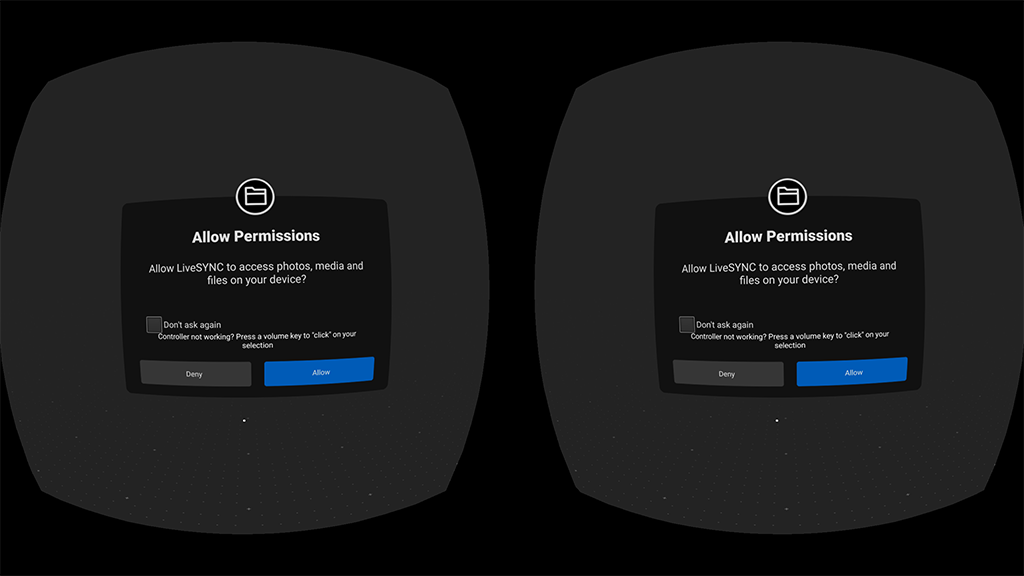 Allow Permissions
Allow LiveSYNC to access photos, media and
files on your device?
Don't ask again
Controller not working? Press a volume key to "click" on your
selection
Deny
Allow
Allow Permissions
Allow LiveSYNC to access photos, media and
files on your device?
Don't ask again
Controller not working? Press a volume key to "click" on your
selection
Deny
Allow